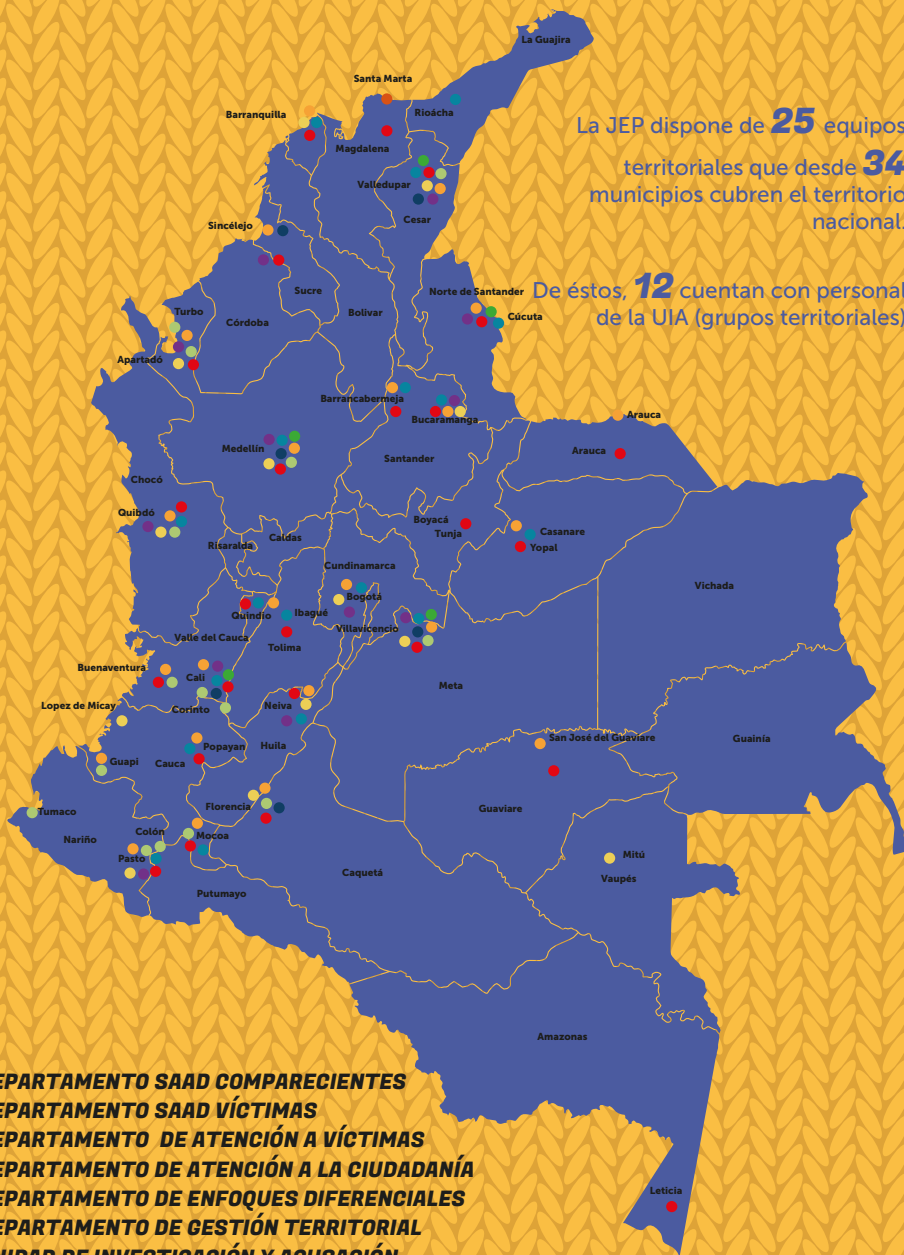 La Guajira
Santa Marta
Rioácha
Barranquilla
Magdalena
La JEP dispone de 25 equipos
territoriales que desde 34
municipios cubren el territorio
nacional.
Valledupar
Cesar
Sincélejo
Sucre
Norte de Santander
De éstos, 12 cuentan con personal
de la UIA (grupos territoriales)
Cúcuta
Turbo
Córdoba
Bolivar
Apartadó
Barrancabermeja
Bucaramanga
Arauca
Arauca
Medellín
Santander
Chocó
Quibdó
Boyacá
Tunja
Casanare
Yopal
Risaralda
Caldas
Cundinamarca
Bogotá
Vichada
Quindío
Ibagué
Villavicencio
Valle del Cauca
Tolima
Buenaventura
Cali
Meta
Lopez de Micay
Corinto
Neiva
San José del Guaviare
Guainía
Popayan
Huila
Guapi
Cauca
Florencia
Guaviare
Tumaco
Nariño
Colón
Mocoa
Pasto
Mitú
Vaupés
Caquetá
Putumayo
Amazonas
EPARTAMENTO SAAD COMPARECIENTES
EPARTAMENTO SAAD VÍCTIMAS
EPARTAMENTO DE ATENCIÓN A VÍCTIMAS
EPARTAMENTO DE ATENCIÓN A LA CIUDADANÍA
EPARTAMENTO DE ENFOQUES DIFERENCIALES
EPARTAMENTO DE GESTIÓN TERRITORIAL
NIDAD DE INVESTIGACIÓN Y ACUSACIÓN
Leticia